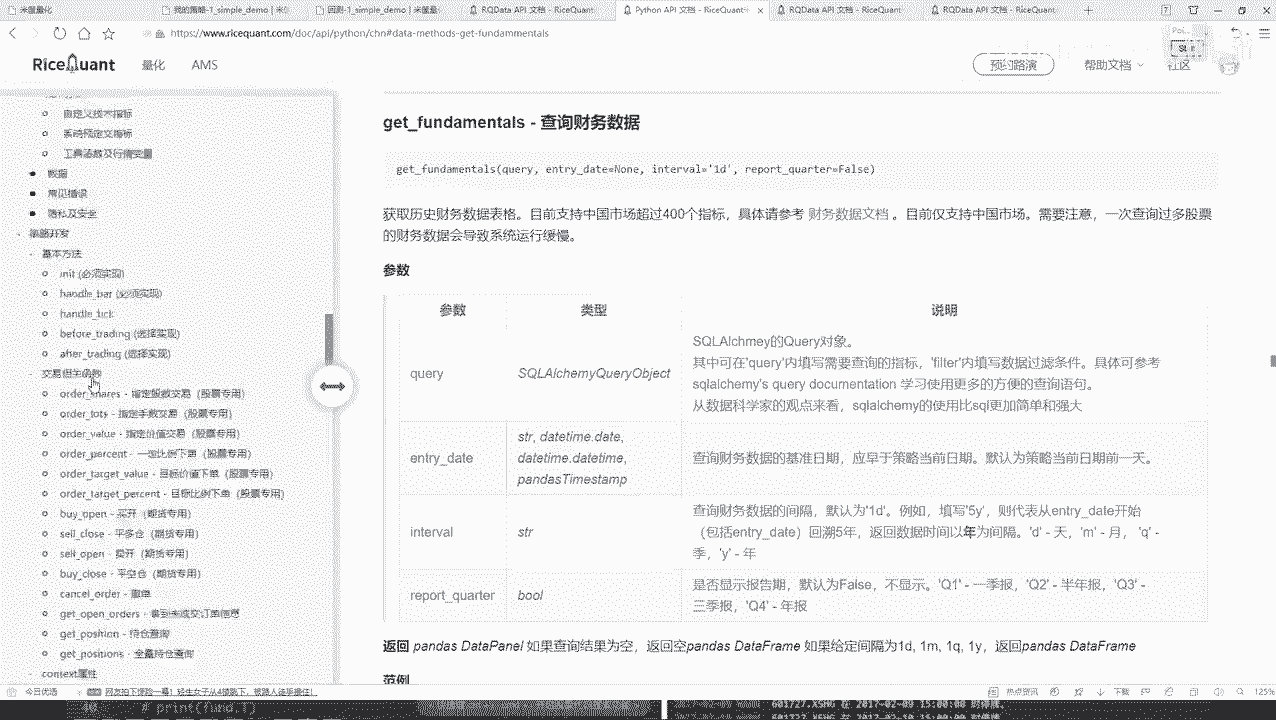 米筐量化
我的策略-1_simple_demo | 米筐
回测-1_simple_demo | 米筐量
RQData API 文档 - RiceQuant
Python API 文档 - RiceQuant
RQData API 文档 - RiceQuant
RQData API 文档 - RiceQuant
https://www.ricequant.com/doc/api/python/chn#data-methods-get-fundammentals
RiceQuant
量化
AMS
预约路演
帮助文档
社区
自定义技术指标
数据
常见错误
隐私及安全
策略开发
基本方法
init (必须实现)
handle_bar (必须实现)
handle_tick
before_trading (选择实现)
after_trading (选择实现)
交易相关函数
order_shares - 指定股数交易（股票专用）
order_lots - 指定手数交易（股票专用）
order_value - 指定价值交易（股票专用）
order_percent - 一定比例下单（股票专用）
order_target_value - 目标价值下单（股票专用）
order_target_percent - 目标比例下单（股票专用）
buy_open - 买开（期货专用）
sell_close - 平多仓（期货专用）
sell_open - 卖开（期货专用）
buy_close - 平空仓（期货专用）
cancel_order - 撤单
get_open_orders - 拿到未成交订单信息
get_position - 持仓查询
get_positions - 全量持仓查询
context属性
get_fundamentals - 查询财务数据
get_fundamentals(query, entry_date=None, interval='1d', report_quarter=False)
获取历史财务数据表格。目前支持中国市场超过400个指标，具体请参考 财务数据文档 。目前仅支持中国市场。需要注意，一次查询过多股票
的财务数据会导致系统运行缓慢。
参数
参数 类型 说明
query SQLAlchemyQueryObject
SQLAlchmey的Query对象。
其中可在'query'内填写需要查询的指标，'filter'内填写数据过滤条件。具体可参考
sqlalchemy's query documentation 学习使用更多的方便的查询语句。
从数据科学家的观点来看，sqlalchemy的使用比sql更加简单和强大
entry_date
str, datetime.date,
datetime.datetime,
pandasTimestamp
查询财务数据的基准日期，应早于策略当前日期。默认为策略当前日期前一天。
interval str
查询财务数据的间隔，默认为'1d'。例如，填写'5y'，则代表从entry_date开始
（包括entry_date）回溯5年，返回数据时间以年为间隔。'd' - 天，'m' - 月， 'q' -
季，'y' - 年
report_quarter bool
是否显示报告期，默认为False，不显示。'Q1' - 一季报，'Q2' - 半年报，'Q3' -
三季报，'Q4' - 年报
返回 pandas DataPanel 如果查询结果为空，返回空pandas DataFrame 如果给定间隔为1d, 1m, 1q, 1y，返回pandas DataFrame
范例
今日优选
热点资讯
下载
125%